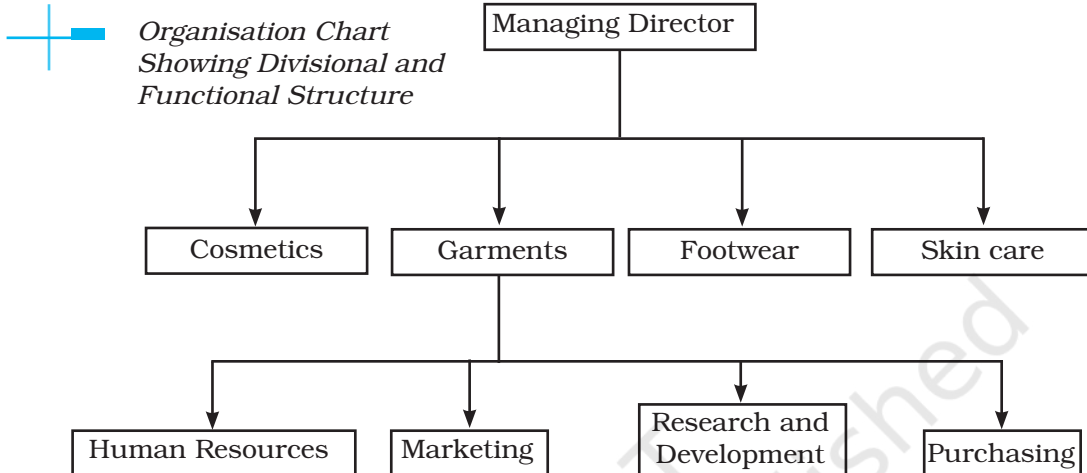 Organisation Chart
Showing Divisional and
Functional Structure
Managing Director
Cosmetics
Garments
Footwear
Skin care
Human Resources
Marketing
Research and
Development
Purchasing